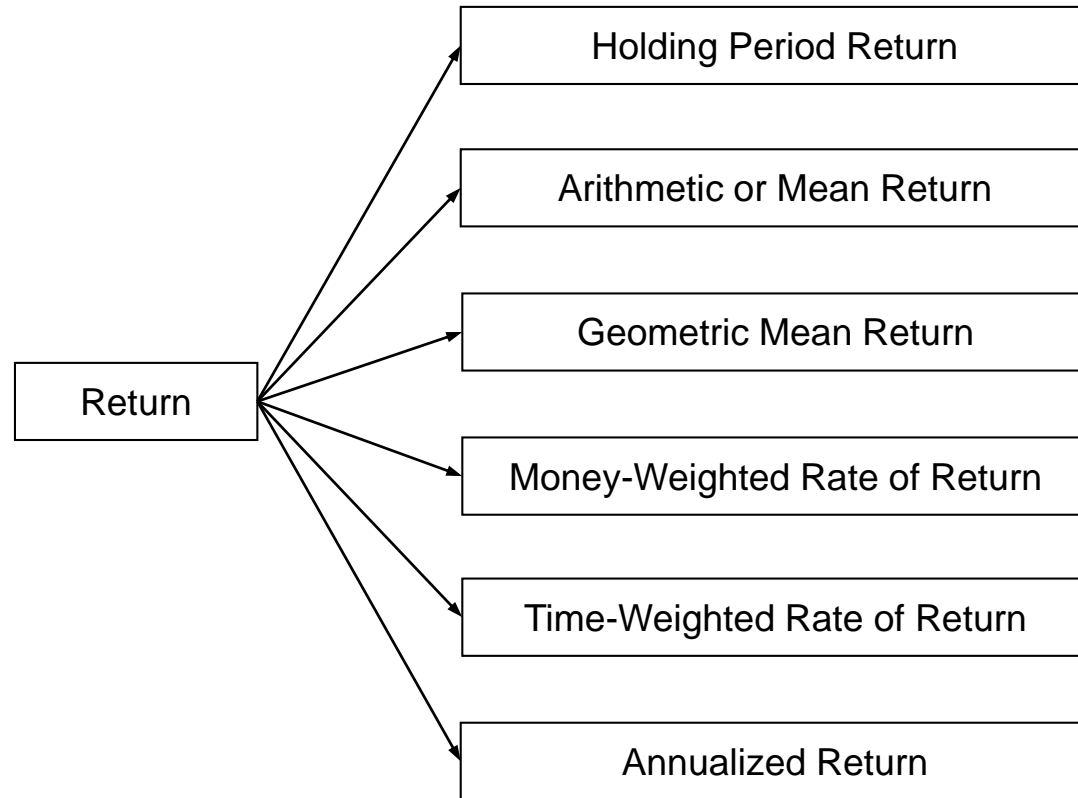 Holding Period Return
Arithmetic or Mean Return
Geometric Mean Return
Return
Money-Weighted Rate of Return
Time-Weighted Rate of Return
Annualized Return